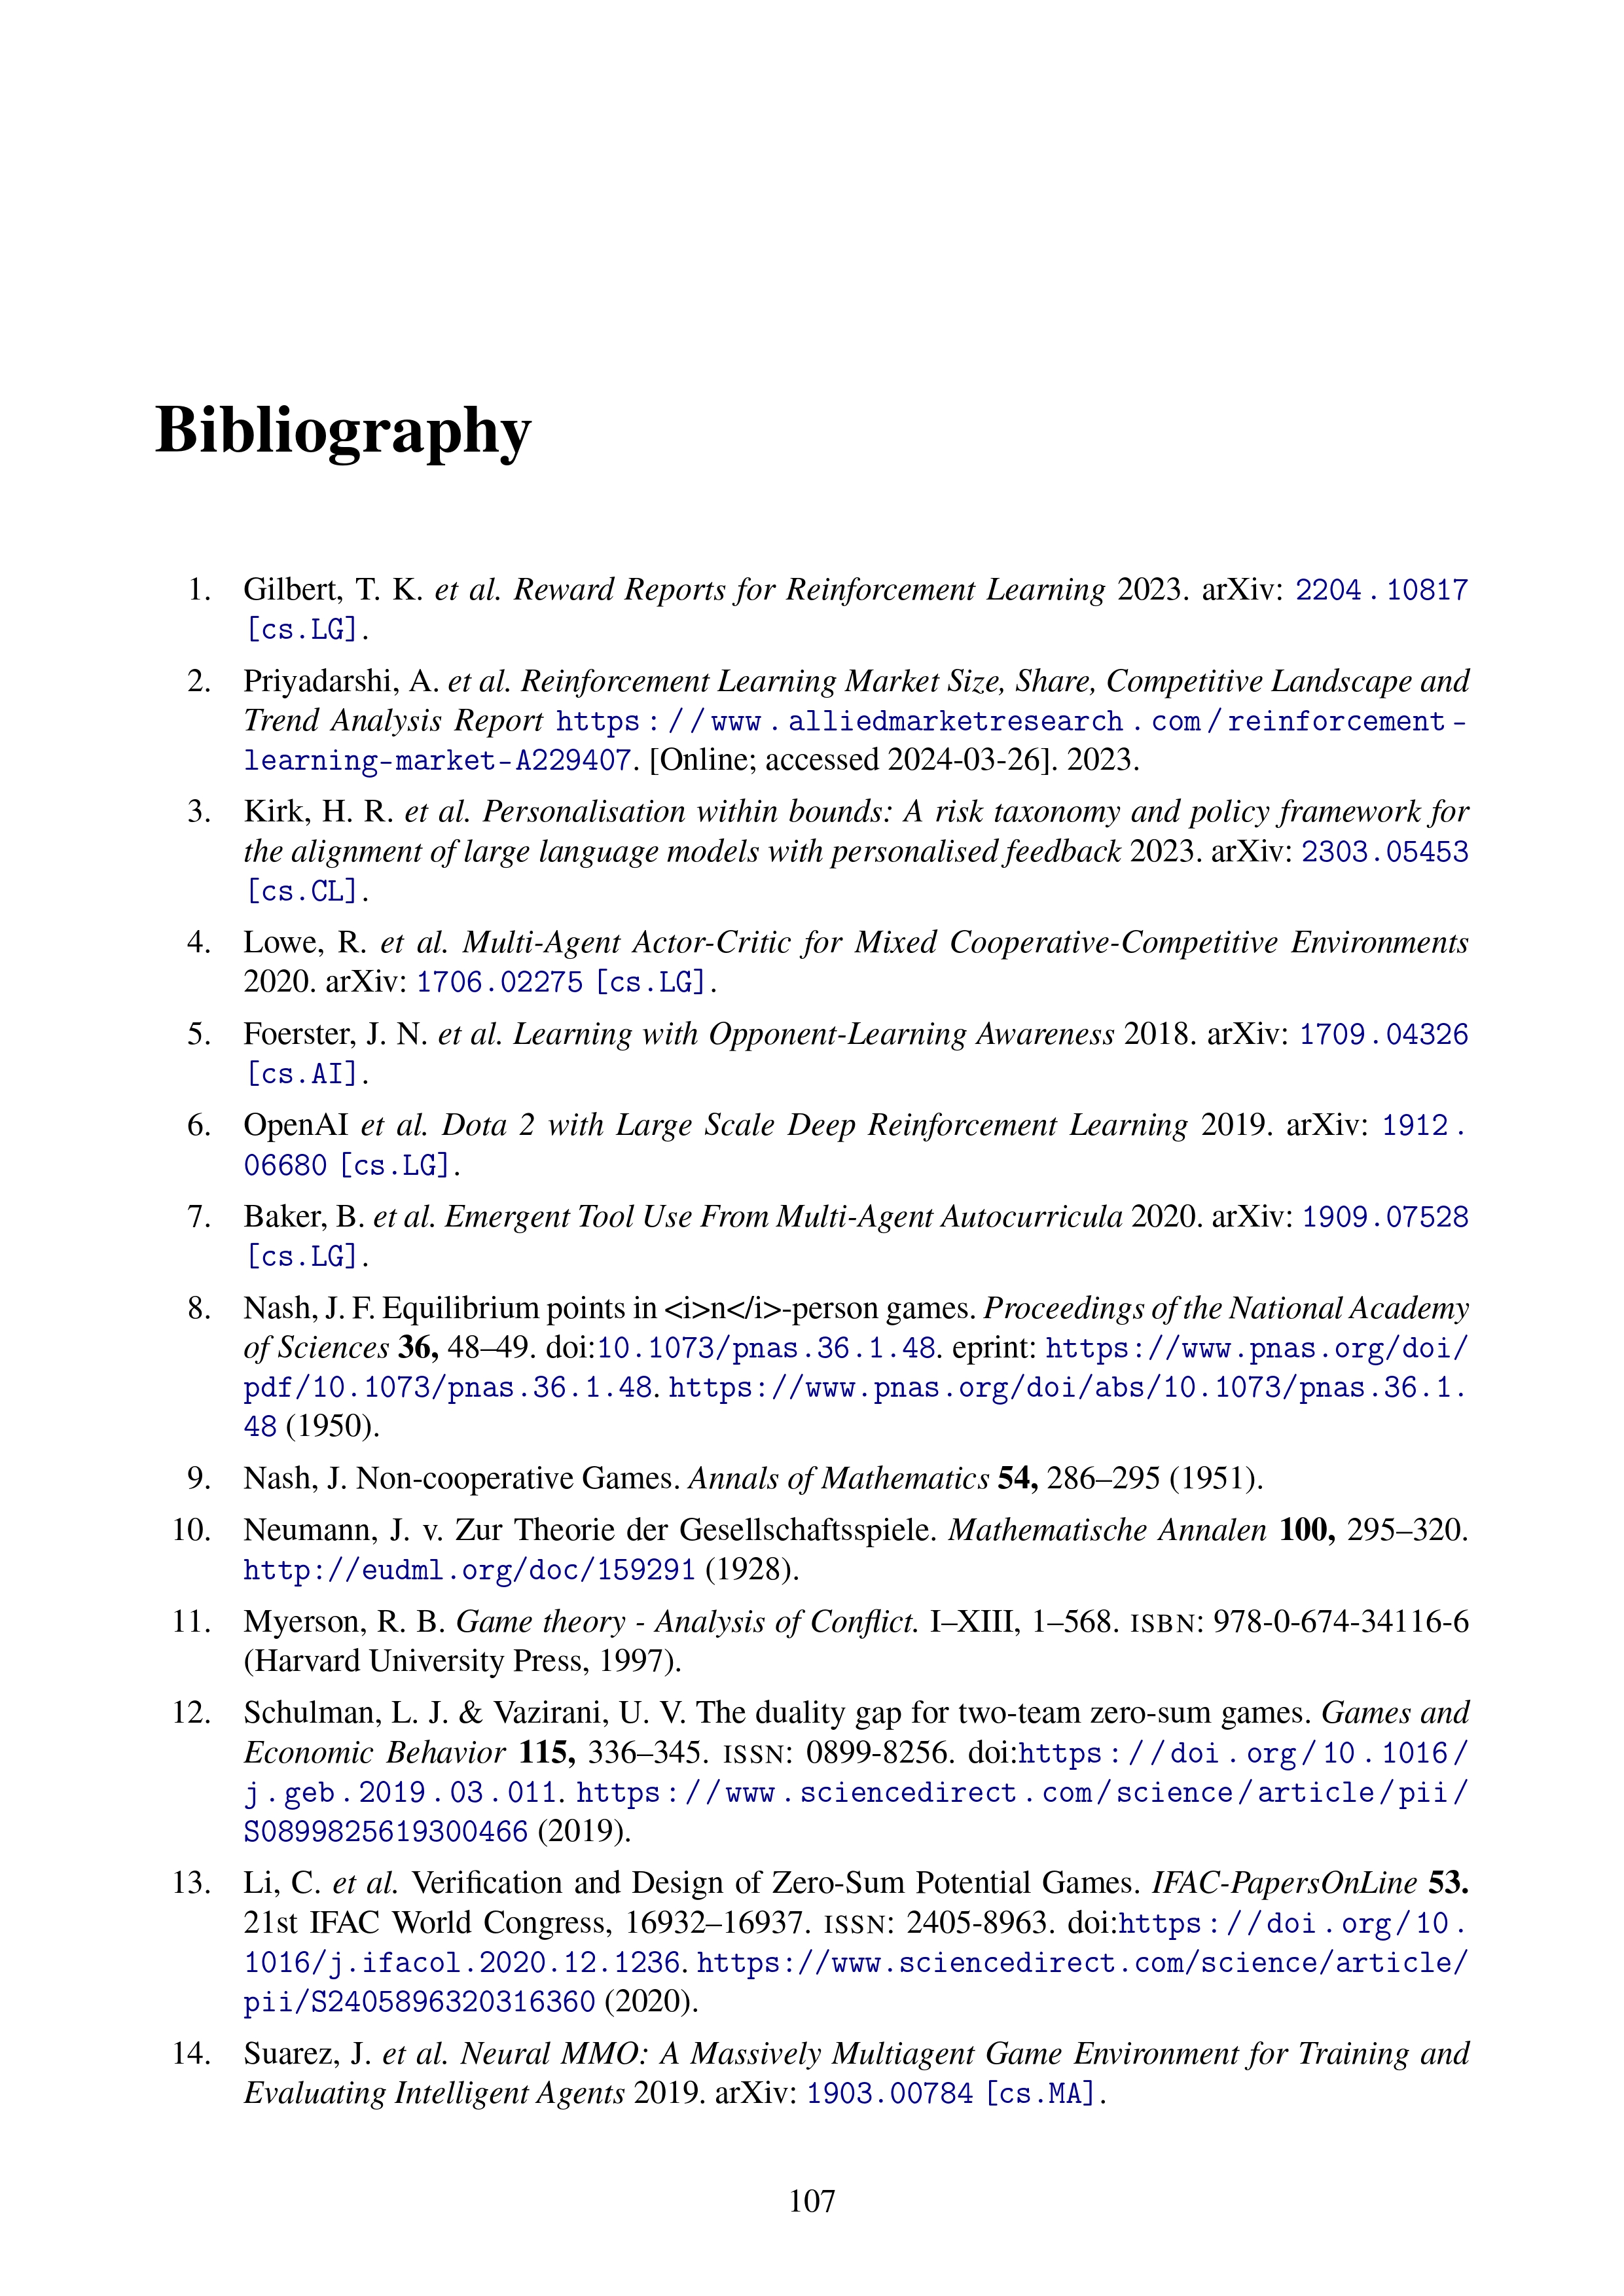 Bibliography
1. Gilbert, T. K. et al. Reward Reports for Reinforcement Learning 2023. arXiv: 2204.10817
[cs.LG].
2. Priyadarshi, A. et al. Reinforcement Learning Market Size, Share, Competitive Landscape and
Trend Analysis Report https://www.alliedmarketresearch.com/reinforcement-
learning-market-A229407. [Online; accessed 2024-03-26]. 2023.
3. Kirk, H. R. et al. Personalisation within bounds: A risk taxonomy and policy framework for
the alignment of large language models with personalised feedback 2023. arXiv: 2303.05453
[cs.CL].
4. Lowe, R. et al. Multi-Agent Actor-Critic for Mixed Cooperative-Competitive Environments
2020. arXiv: 1706.02275 [cs.LG].
5. Foerster, J. N. et al. Learning with Opponent-Learning Awareness 2018. arXiv: 1709.04326
[cs.AI].
6. OpenAI et al. Dota 2 with Large Scale Deep Reinforcement Learning 2019. arXiv: 1912.
06680 [cs.LG].
7. Baker, B. et al. Emergent Tool Use From Multi-Agent Autocurricula 2020. arXiv: 1909.07528
[cs.LG].
8. Nash, J. F. Equilibrium points in <i>n</i>-person games. Proceedings of the National Academy
of Sciences 36, 48–49. doi:10.1073/pnas.36.1.48. eprint: https://www.pnas.org/doi/
pdf/10.1073/pnas.36.1.48. https://www.pnas.org/doi/abs/10.1073/pnas.36.1.
48 (1950).
9. Nash, J. Non-cooperative Games. Annals of Mathematics 54, 286–295 (1951).
10. Neumann, J. v. Zur Theorie der Gesellschaftsspiele. Mathematische Annalen 100, 295–320.
http://eudml.org/doc/159291 (1928).
11. Myerson, R. B. Game theory - Analysis of Conflict. I–XIII, 1–568. ISBN: 978-0-674-34116-6
(Harvard University Press, 1997).
12. Schulman, L. J. & Vazirani, U. V. The duality gap for two-team zero-sum games. Games and
Economic Behavior 115, 336–345. ISSN: 0899-8256. doi:https://doi.org/10.1016/
j.geb.2019.03.011. https://www.sciencedirect.com/science/article/pii/
S0899825619300466 (2019).
13. Li, C. et al. Verification and Design of Zero-Sum Potential Games. IFAC-PapersOnLine 53.
21st IFAC World Congress, 16932–16937. ISSN: 2405-8963. doi:https://doi.org/10.
1016/j.ifacol.2020.12.1236. https://www.sciencedirect.com/science/article/
pii/S2405896320316360 (2020).
14. Suarez, J. et al. Neural MMO: A Massively Multiagent Game Environment for Training and
Evaluating Intelligent Agents 2019. arXiv: 1903.00784 [cs.MA].
107